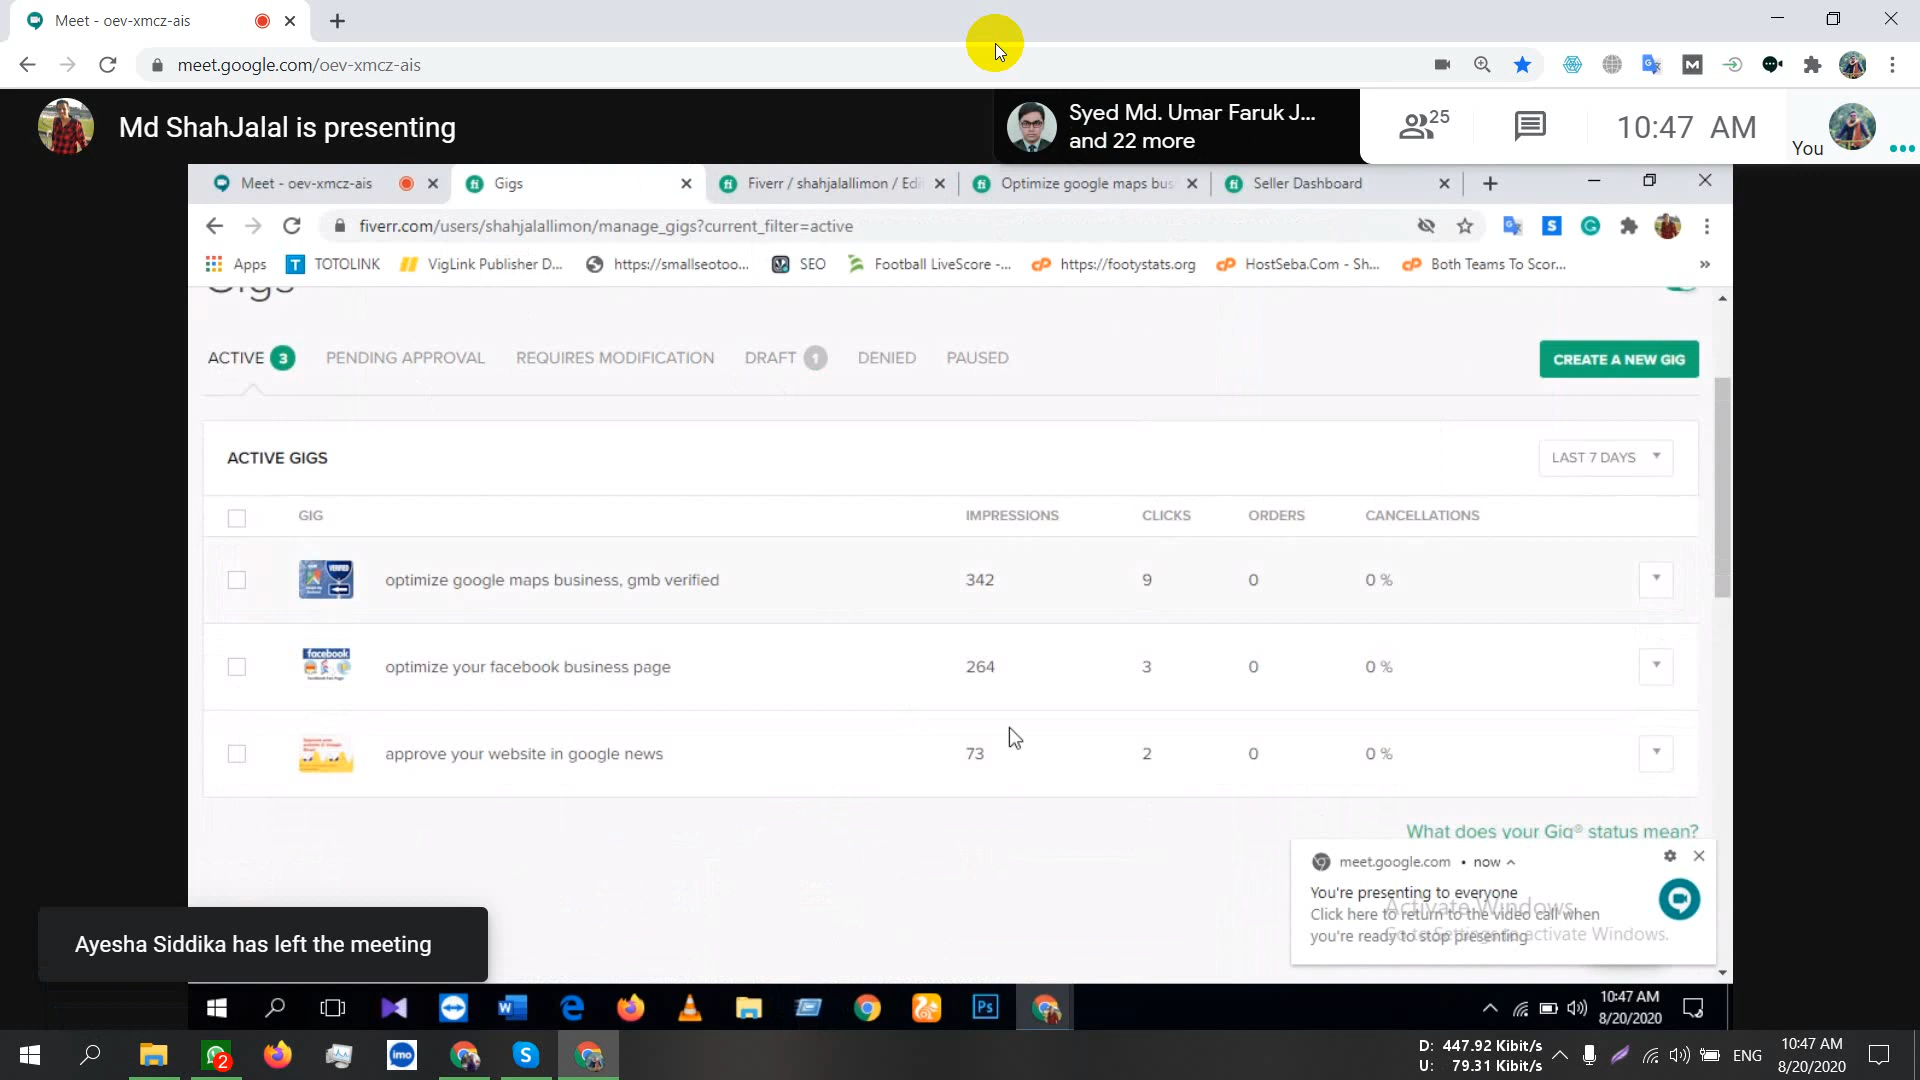 Meet - oev-xmcz-ais
meet.google.com/oev-xmcz-ais
Md ShahJalal is presenting
Syed Md. Umar Faruk J...
and 22 more
25
10:47 AM
You
Meet - oev-xmcz-ais
Gigs
Fiverr / shahjalallimon / Edi
Optimize google maps bus
Seller Dashboard
fiverr.com/users/shahjalallimon/manage_gigs?current_filter=active
Apps
TOTOLINK
VigLink Publisher D...
https://smallseotoo...
SEO
Football LiveScore -...
https://footystats.org
HostSeba.Com - Sh...
Both Teams To Scor...
»
Gigs
ACTIVE 3
PENDING APPROVAL
REQUIRES MODIFICATION
DRAFT 1
DENIED
PAUSED
CREATE A NEW GIG
ACTIVE GIGS
LAST 7 DAYS
GIG IMPRESSIONS CLICKS ORDERS CANCELLATIONS
optimize google maps business, gmb verified 342 9 0 0 %
optimize your facebook business page 264 3 0 0 %
approve your website in google news 73 2 0 0 %
What does your Gig® status mean?
meet.google.com • now
You're presenting to everyone
Click here to return to the video call when
you're ready to stop presenting
Activate Windows
Go to Settings to activate Windows.
Ayesha Siddika has left the meeting
10:47 AM
8/20/2020
D: 447.92 Kibit/s
U: 79.31 Kibit/s
ENG
10:47 AM
8/20/2020